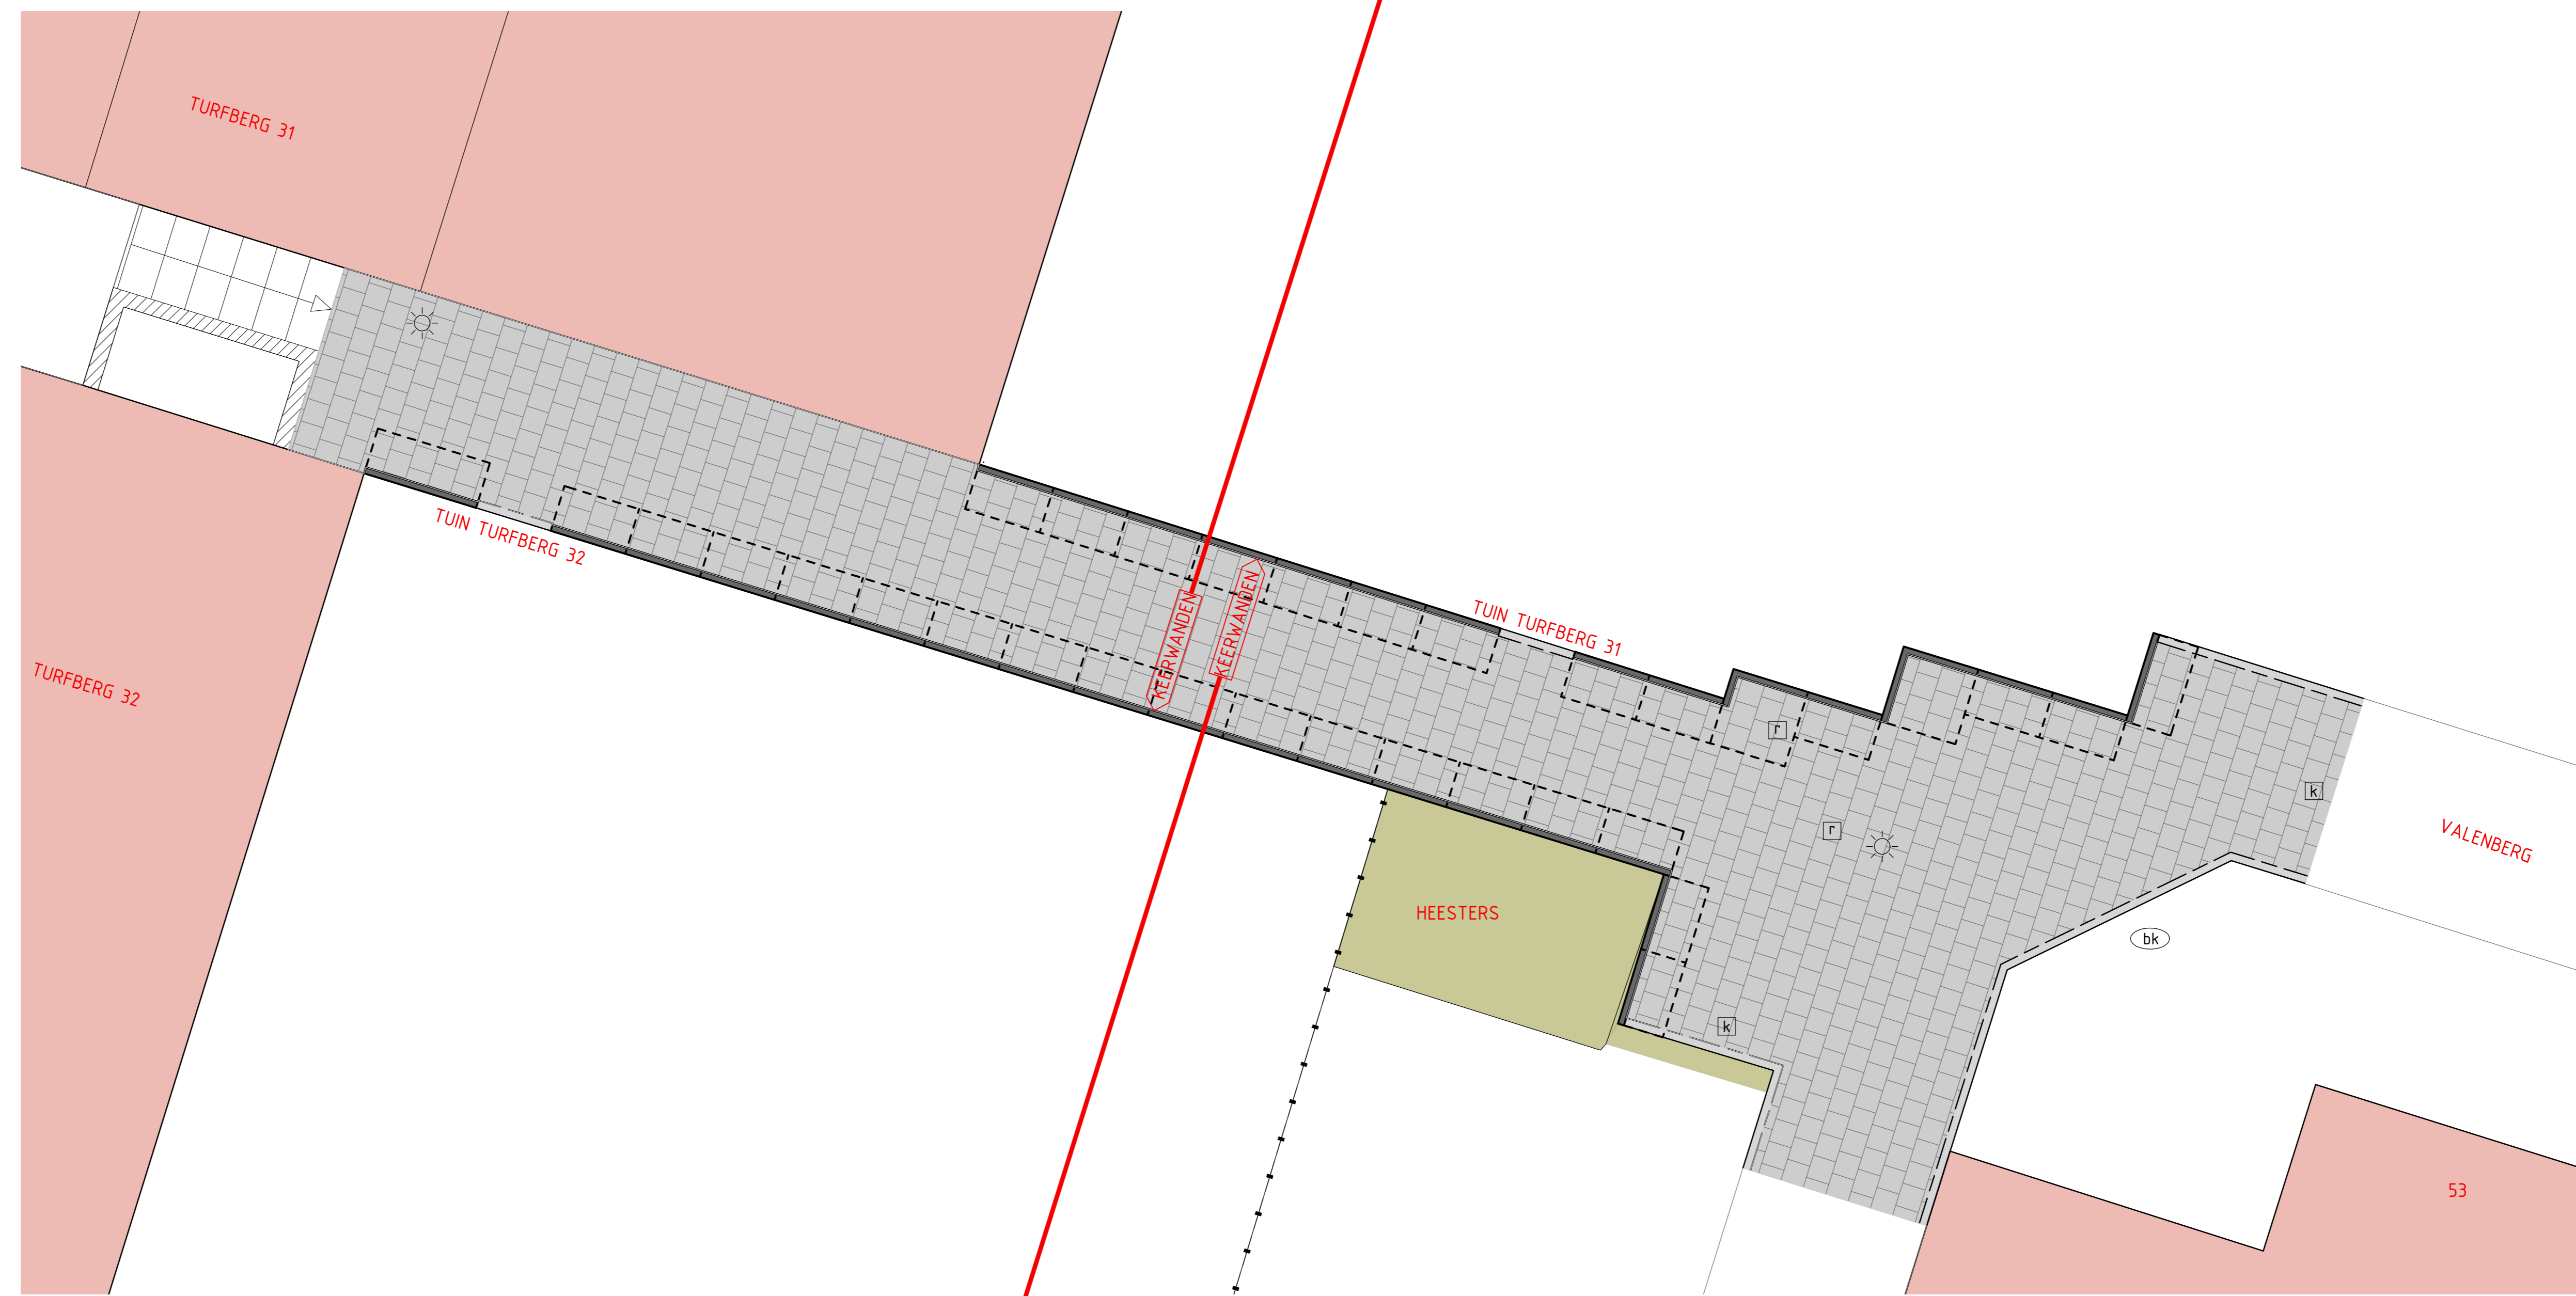 TURFBERG 31
TUIN TURFBERG 32
TURFBERG 32
KEERWANDEN
KEERWANDEN
TUIN TURFBERG 31
r
r
k
VALENBERG
HEESTERS
bk
k
53